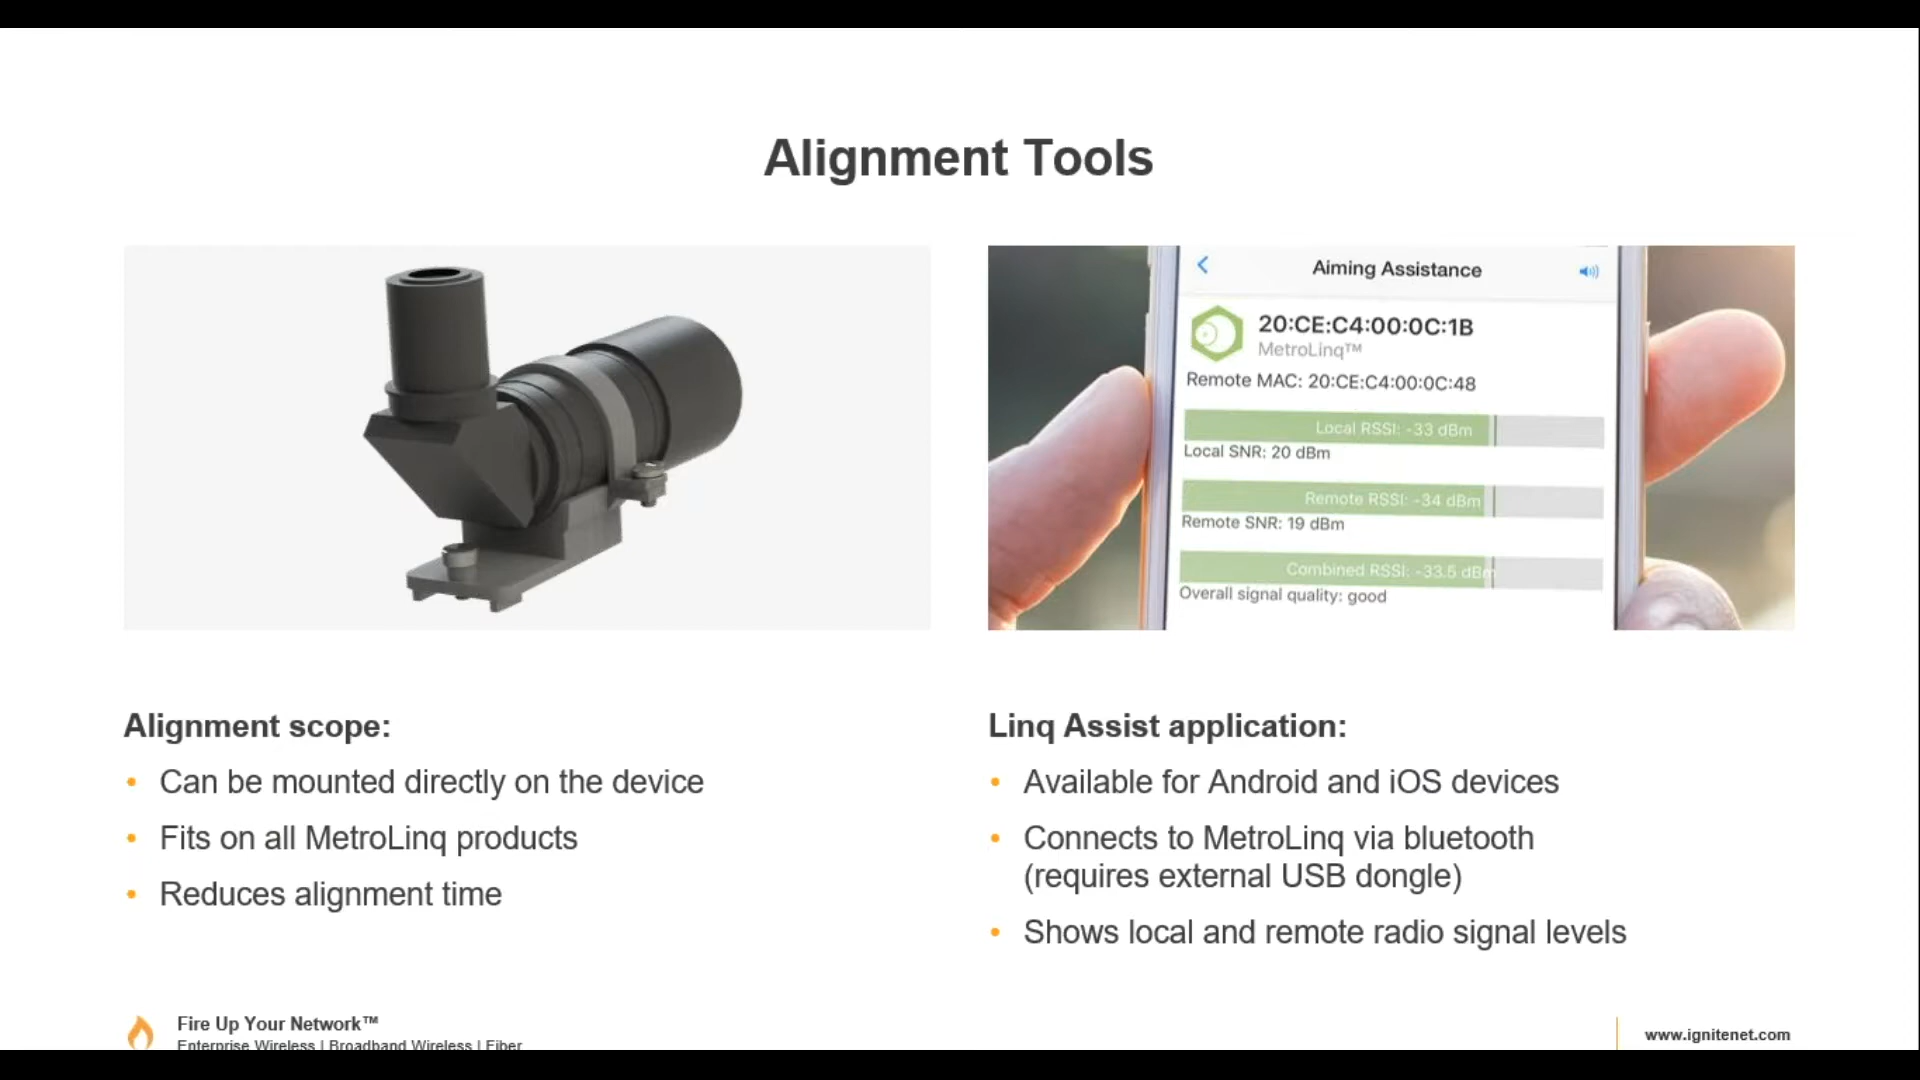 Alignment Tools
Aiming Assistance
20:CE:C4:00:0C:1B
MetroLinq™
Remote MAC: 20:CE:C4:00:0C:48
Local RSSI: -33 dBm
Local SNR: 20 dBm
Remote RSSI: -34 dBm
Remote SNR: 19 dBm
Combined RSSI: -33.5 dBm
Overall signal quality: good
Alignment scope:
• Can be mounted directly on the device
• Fits on all MetroLinq products
• Reduces alignment time
Linq Assist application:
• Available for Android and iOS devices
• Connects to MetroLinq via bluetooth
(requires external USB dongle)
• Shows local and remote radio signal levels
Fire Up Your Network™
Enterprise Wireless | Broadband Wireless | Fiber
www.ignitenet.com